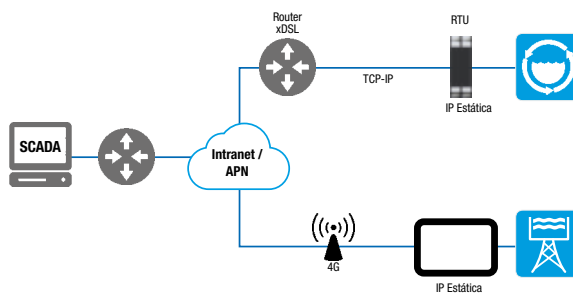 Router
xDSL
RTU
TCP-IP
IP Estática
SCADA
Intranet /
APN
4G
IP Estática